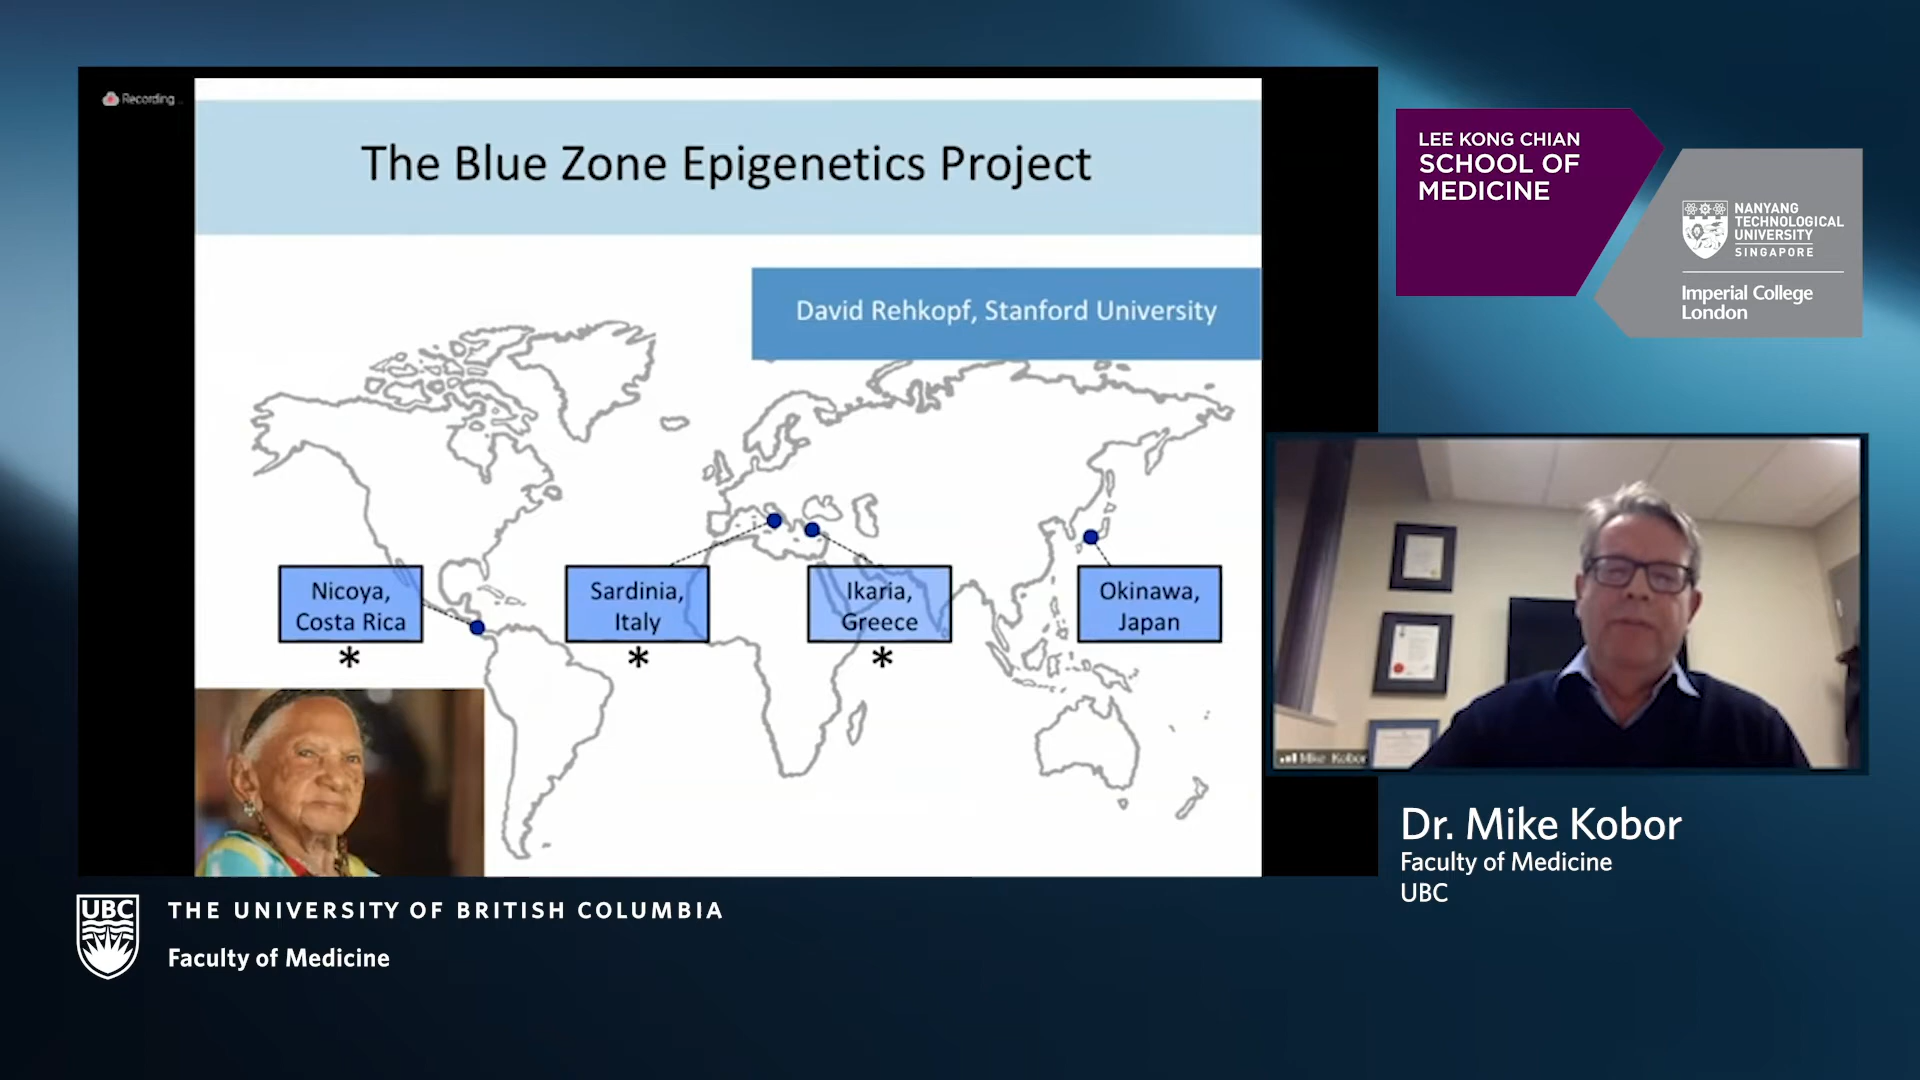 Recording...
The Blue Zone Epigenetics Project
David Rehkopf, Stanford University
Nicoya,
Costa Rica
*
Sardinia,
Italy
*
Ikaria,
Greece
*
Okinawa,
Japan
LEE KONG CHIAN
SCHOOL OF
MEDICINE
NANYANG
TECHNOLOGICAL
UNIVERSITY
SINGAPORE
Imperial College
London
Mike Kobor
Dr. Mike Kobor
Faculty of Medicine
UBC
UBC
THE UNIVERSITY OF BRITISH COLUMBIA
Faculty of Medicine